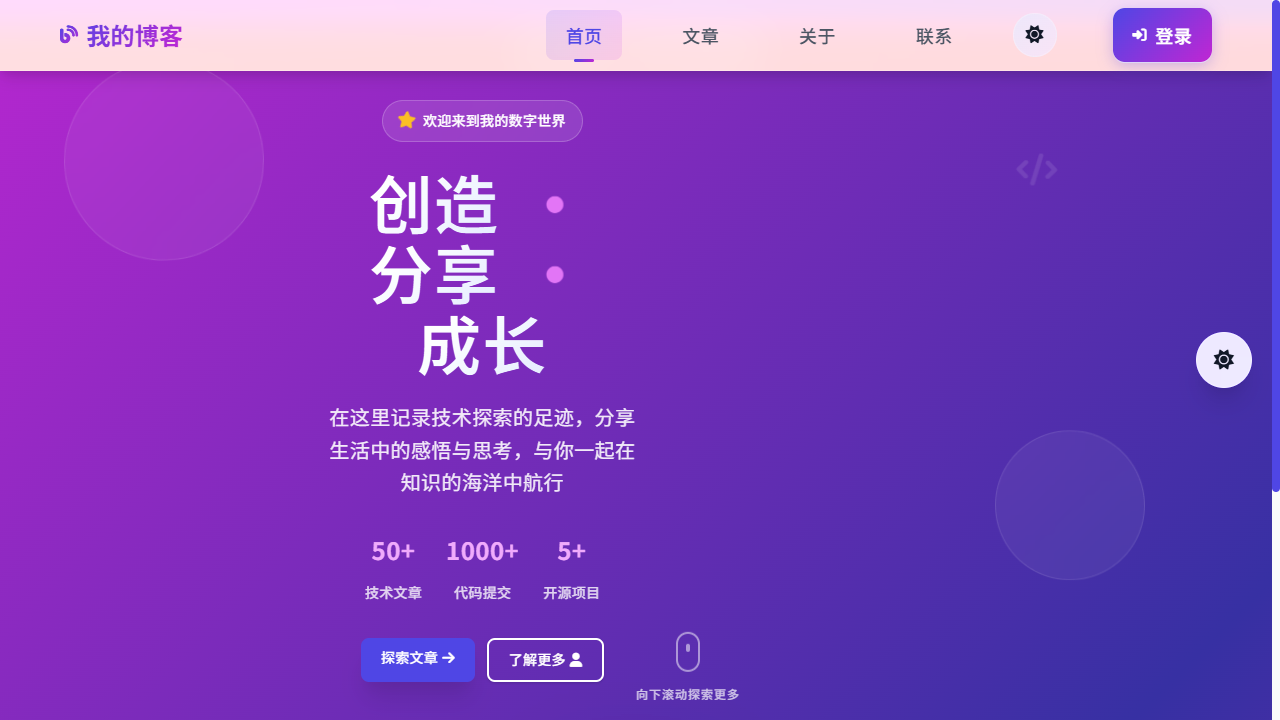 我的博客
首页
文章
关于
联系
登录
欢迎来到我的数字世界
创造
分享
成长
在这里记录技术探索的足迹，分享
生活中的感悟与思考，与你一起在
知识的海洋中航行
50+
1000+
5+
技术文章
代码提交
开源项目
探索文章
了解更多
向下滚动探索更多